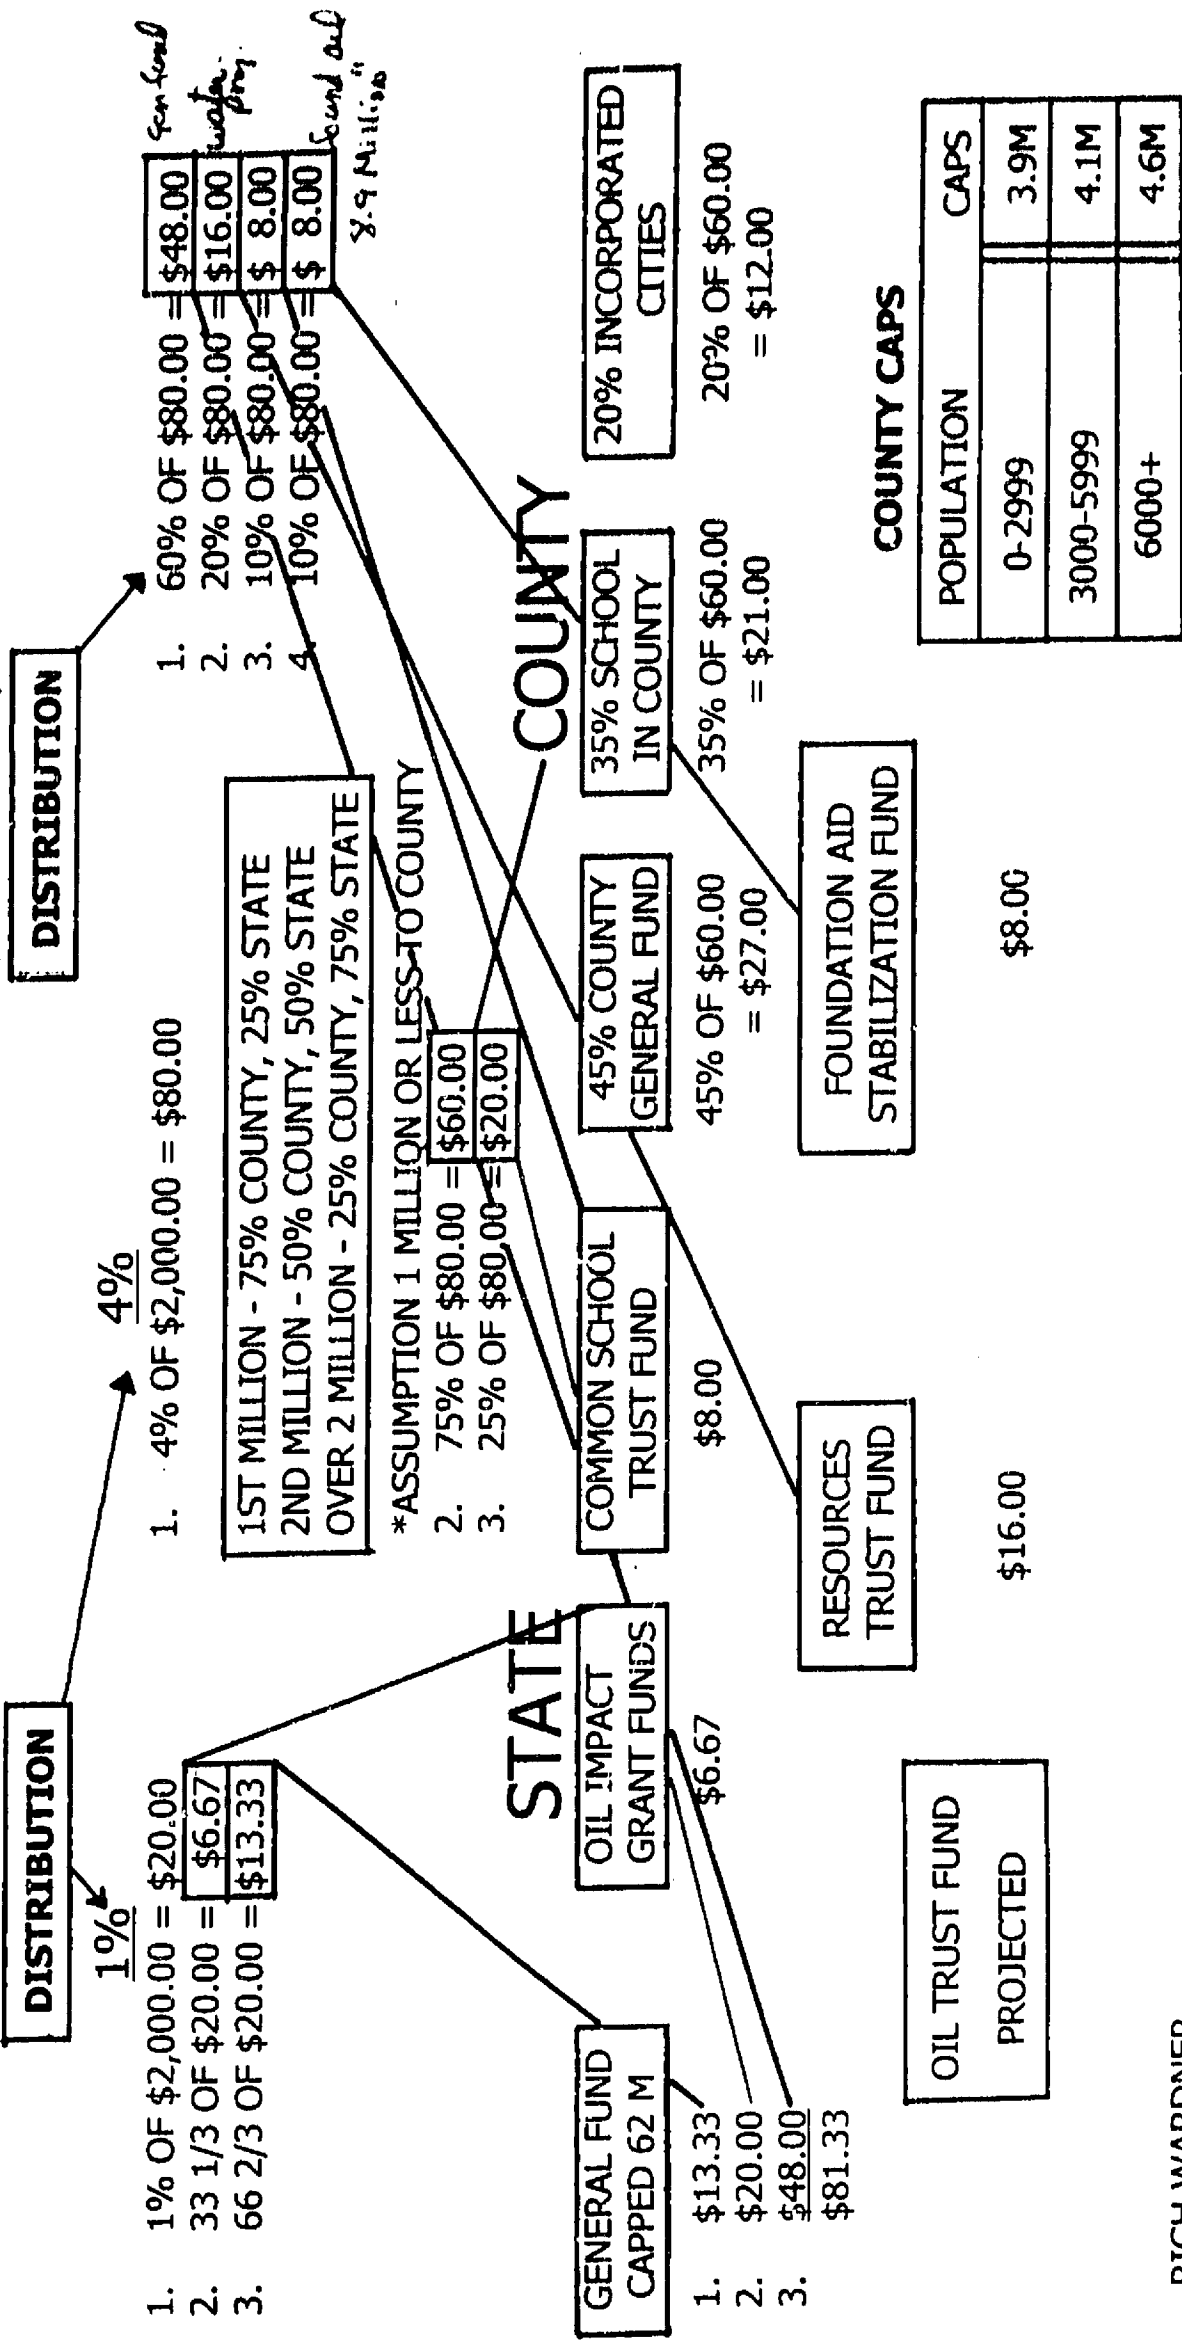 DISTRIBUTION
1%
1. 1% OF $2,000.00 = $20.00
2. 33 1/3 OF $20.00 = $6.67
3. 66 2/3 OF $20.00 = $13.33
4%
1. 4% OF $2,000.00 = $80.00
1ST MILLION - 75% COUNTY, 25% STATE
2ND MILLION - 50% COUNTY, 50% STATE
OVER 2 MILLION - 25% COUNTY, 75% STATE
*ASSUMPTION 1 MILLION OR LESS TO COUNTY
2. 75% OF $80.00 = $60.00
3. 25% OF $80.00 = $20.00
DISTRIBUTION
1. 60% OF $80.00 = $48.00
2. 20% OF $80.00 = $16.00
3. 10% OF $80.00 = $ 8.00
4. 10% OF $80.00 = $ 8.00
8.9 Million"
STATE
GENERAL FUND
CAPPED 62 M
1. $13.33
2. $20.00
3. $48.00
$81.33
OIL IMPACT
GRANT FUNDS
$6.67
COMMON SCHOOL
TRUST FUND
$8.00
COUNTY
45% COUNTY
GENERAL FUND
45% OF $60.00
= $27.00
35% SCHOOL
IN COUNTY
35% OF $60.00
= $21.00
20% INCORPORATED
CITIES
20% OF $60.00
= $12.00
OIL TRUST FUND
PROJECTED
RESOURCES
TRUST FUND
$16.00
FOUNDATION AID
STABILIZATION FUND
$8.00
COUNTY CAPS
POPULATION CAPS
0-2999 3.9M
3000-5999 4.1M
6000+ 4.6M
RICH WARDNER